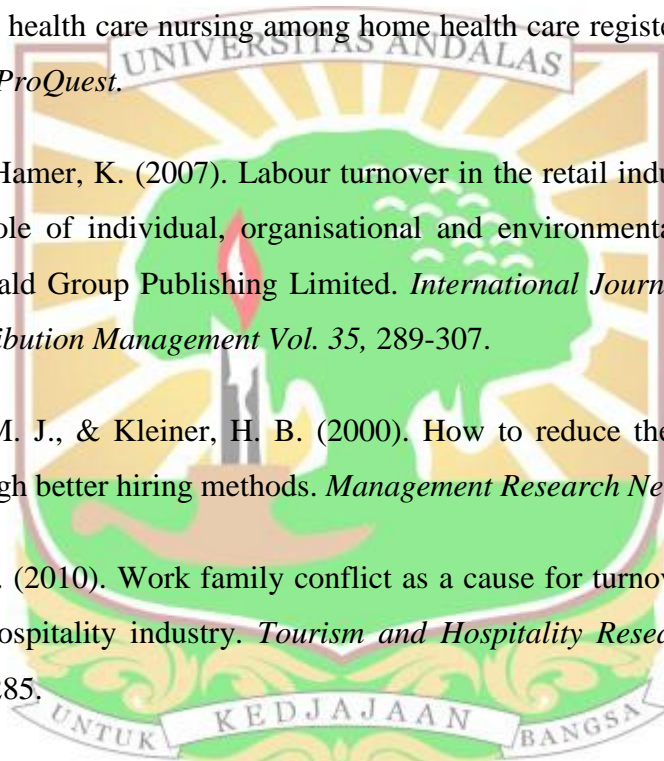 health care nursing among home health care registe
UNIVERSITAS ANDALAS
ProQuest.
Hamer, K. (2007). Labour turnover in the retail indu
ole of individual, organisational and environmenta
ald Group Publishing Limited. International Journ
ibution Management Vol. 35, 289-307.
M. J., & Kleiner, H. B. (2000). How to reduce the
gh better hiring methods. Management Research Ne
. (2010). Work family conflict as a cause for turnov
ospitality industry. Tourism and Hospitality Resea
285.
UNTUK KEDJAJAAN BANGSA